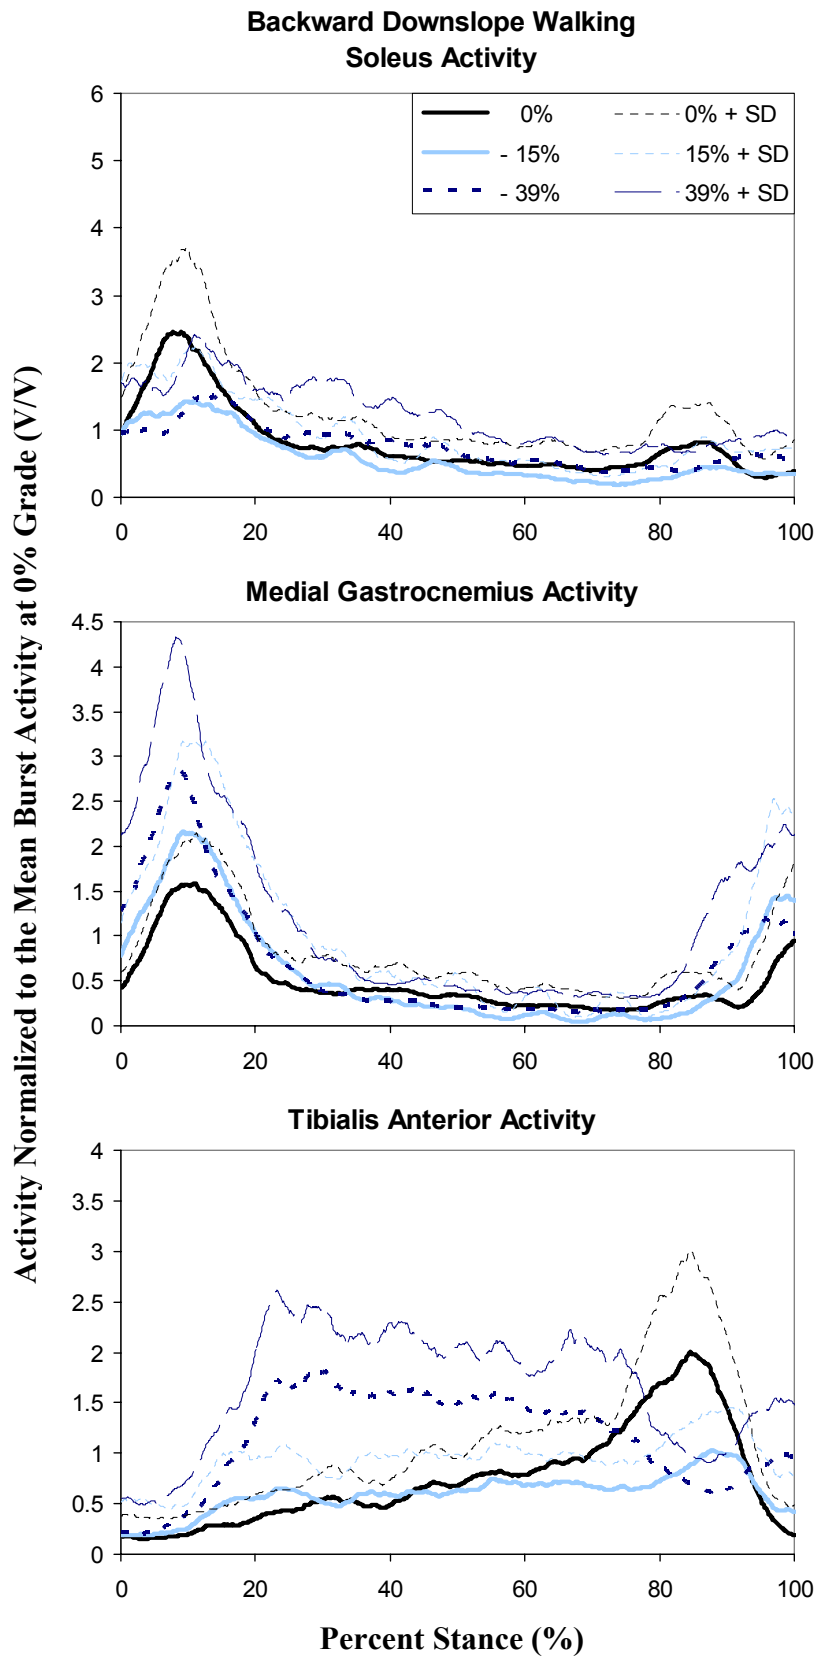 Backward Downslope Walking
Soleus Activity
6
5
4
3
2
1
0
0% 0% + SD
- 15% 15% + SD
- 39% 39% + SD
0 20 40 60 80 100
Medial Gastrocnemius Activity
4.5
4
3.5
3
2.5
2
1.5
1
0.5
0
0 20 40 60 80 100
Tibialis Anterior Activity
4
3.5
3
2.5
2
1.5
1
0.5
0
0 20 40 60 80 100
Percent Stance (%)
Activity Normalized to the Mean Burst Activity at 0% Grade (V/V)